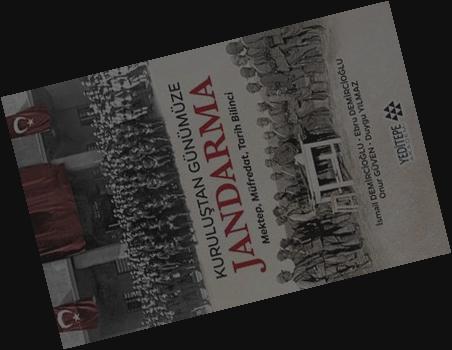 KURULUŞTAN GÜNÜMÜZE
JANDARMA
Mektep, Müfredat, Tarih Bilinci
İsmail DEMİRCİOĞLU - Ebru DEMİRCİOĞLU
Onur GÜVEN - Duygu YILMAZ
YEDİTEPE